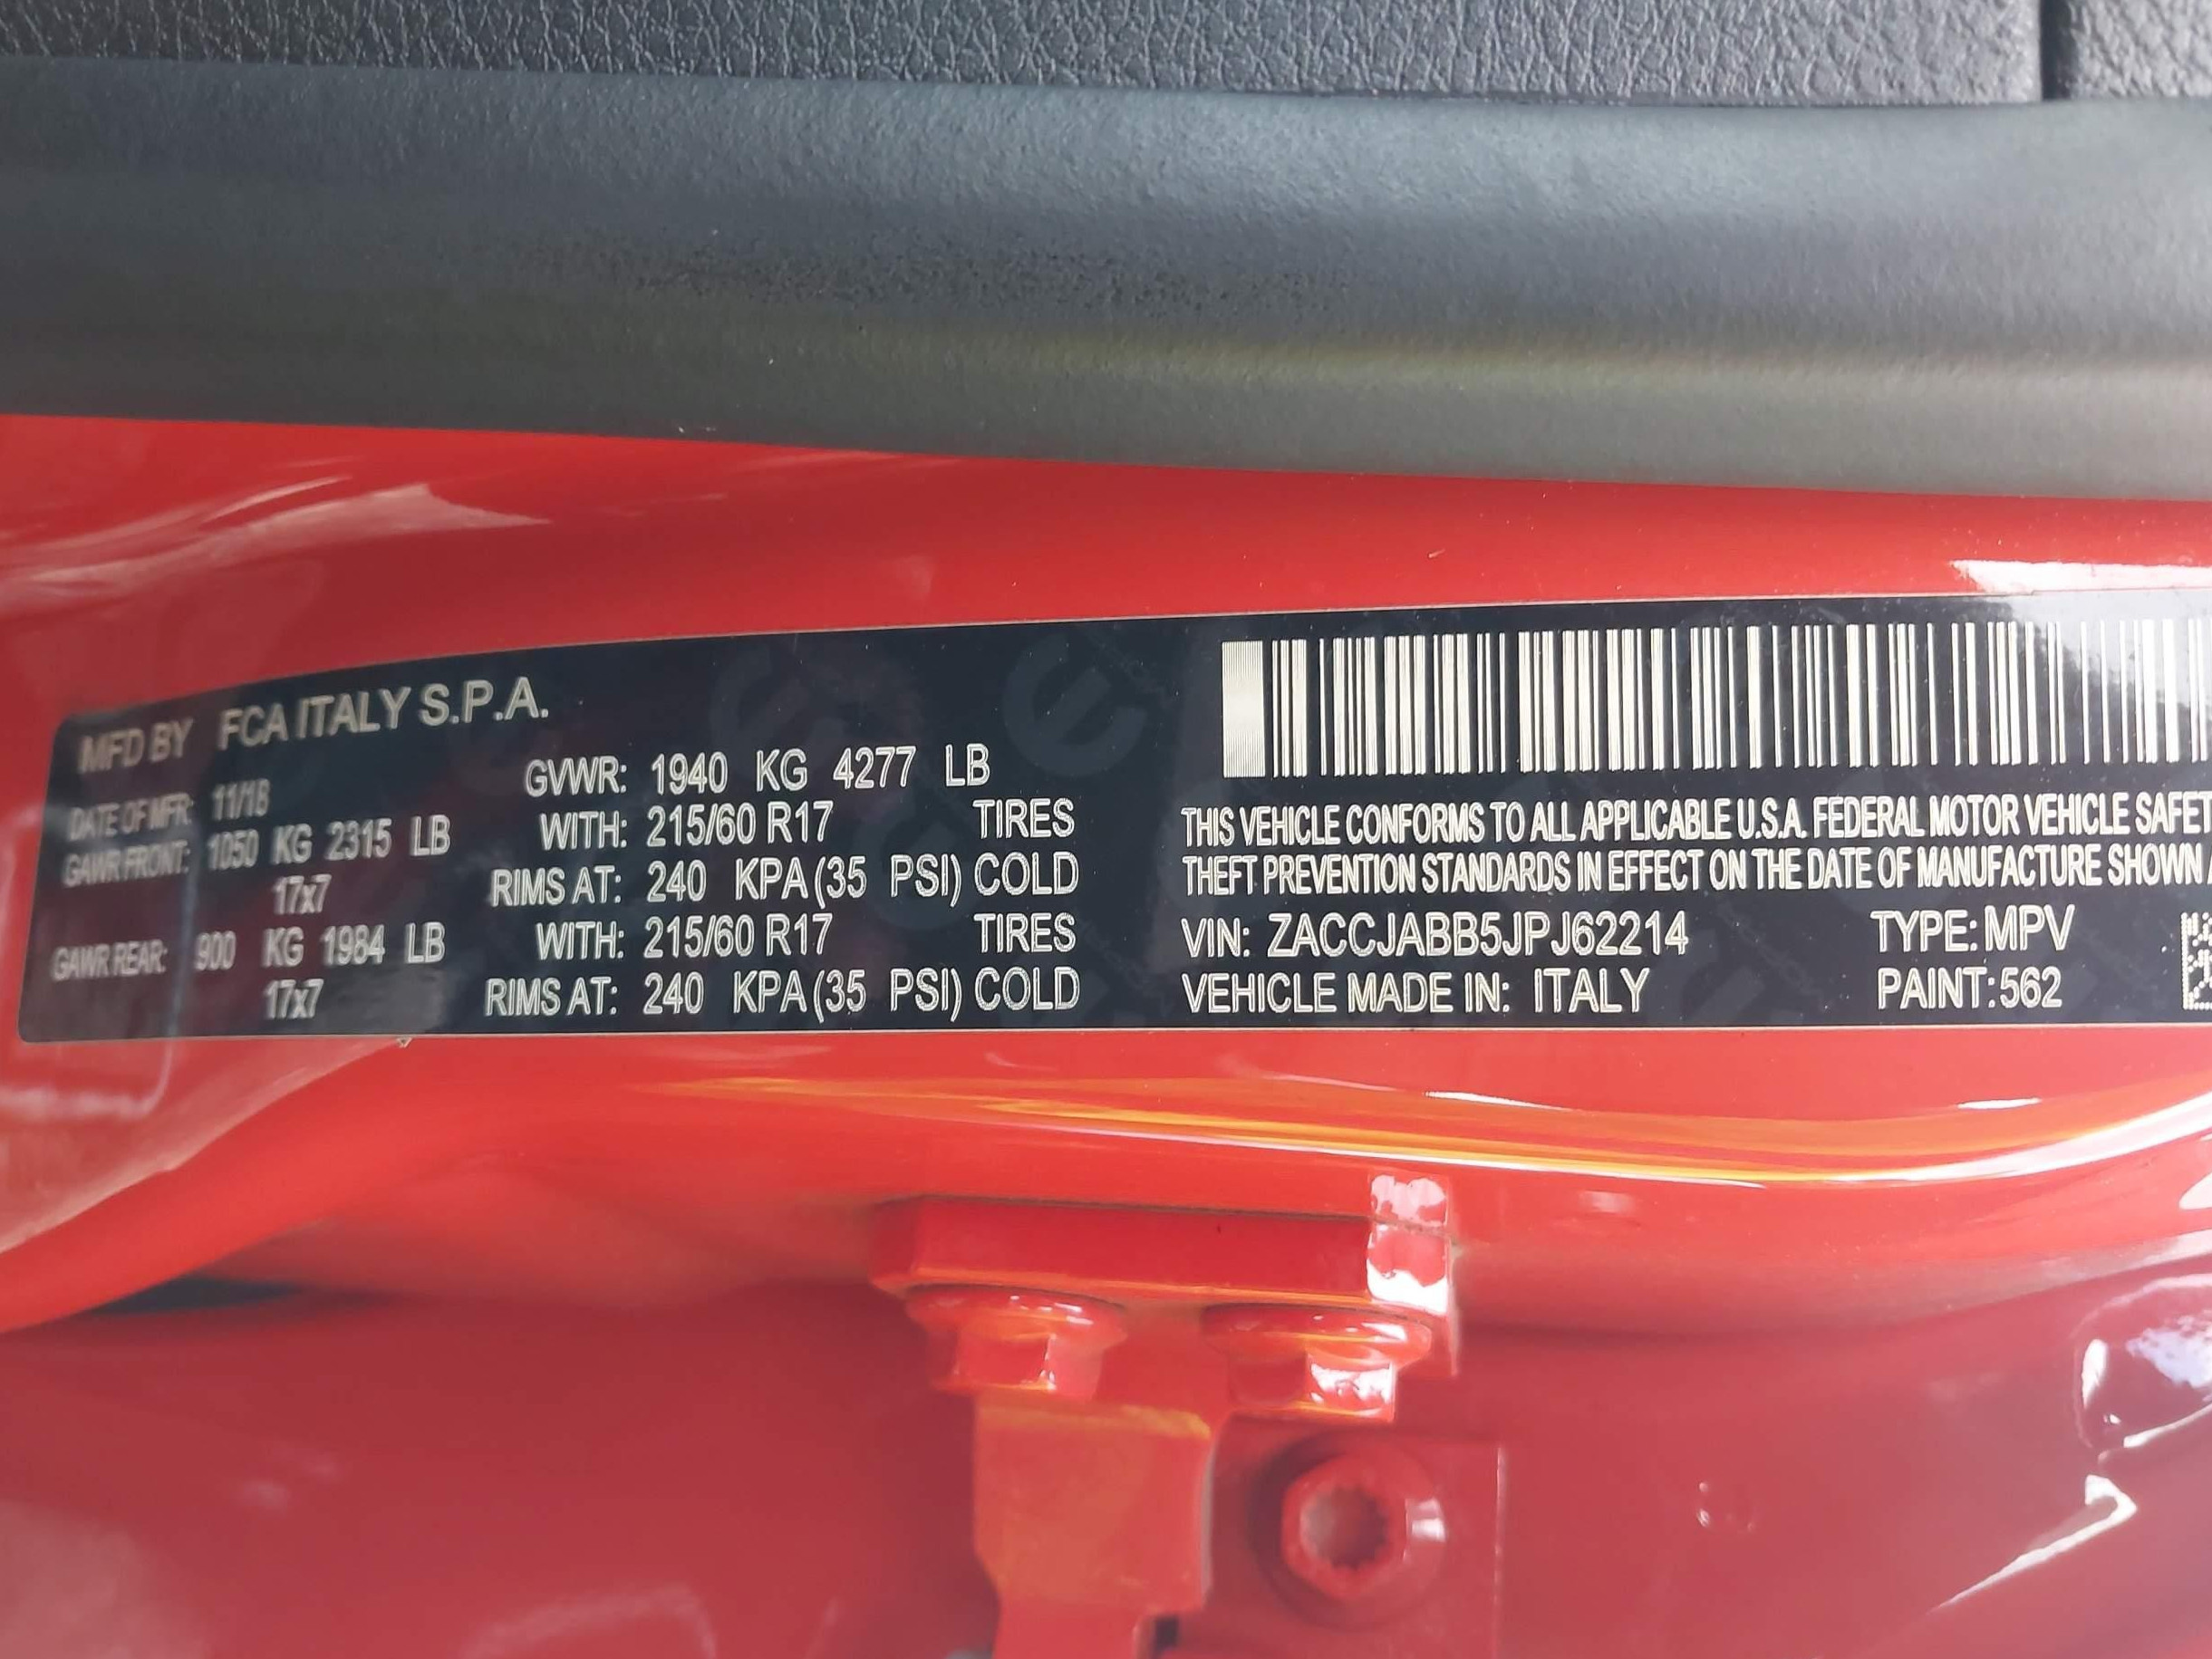 MFD BY FCA ITALY S.P.A.
DATE OF MFR: 11/18
GVWR: 1940 KG 4277 LB
GAWR FRONT: 1050 KG 2315 LB WITH: 215/60 R17 TIRES
17x7 RIMS AT: 240 KPA (35 PSI) COLD
GAWR REAR: 900 KG 1984 LB WITH: 215/60 R17 TIRES
17x7 RIMS AT: 240 KPA (35 PSI) COLD
THIS VEHICLE CONFORMS TO ALL APPLICABLE U.S.A. FEDERAL MOTOR VEHICLE SAFET
THEFT PREVENTION STANDARDS IN EFFECT ON THE DATE OF MANUFACTURE SHOWN
VIN: ZACCJABB5JPJ62214 TYPE: MPV
VEHICLE MADE IN: ITALY PAINT: 562